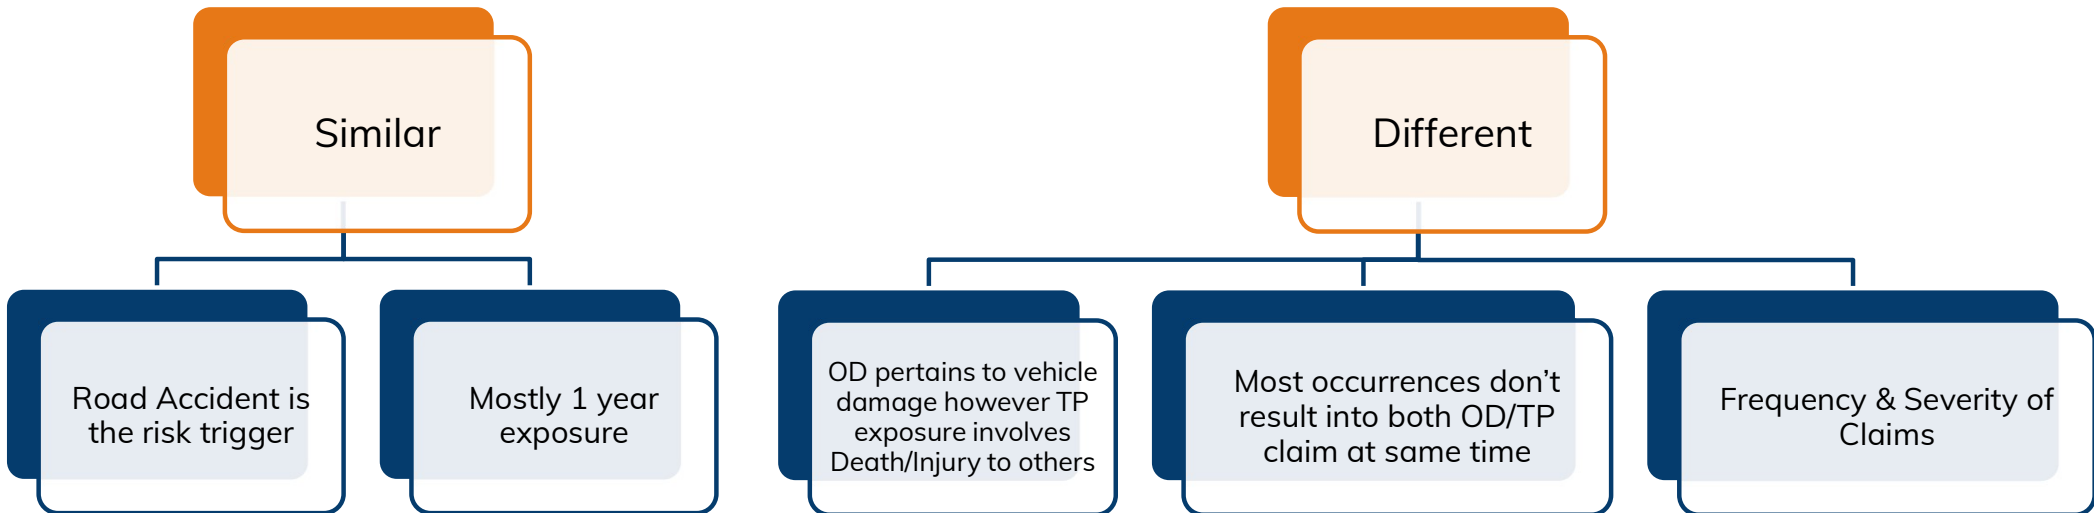 Similar
Different
Road Accident is
the risk trigger
Mostly 1 year
exposure
OD pertains to vehicle
damage however TP
exposure involves
Death/Injury to others
Most occurrences don’t
result into both OD/TP
claim at same time
Frequency & Severity of
Claims